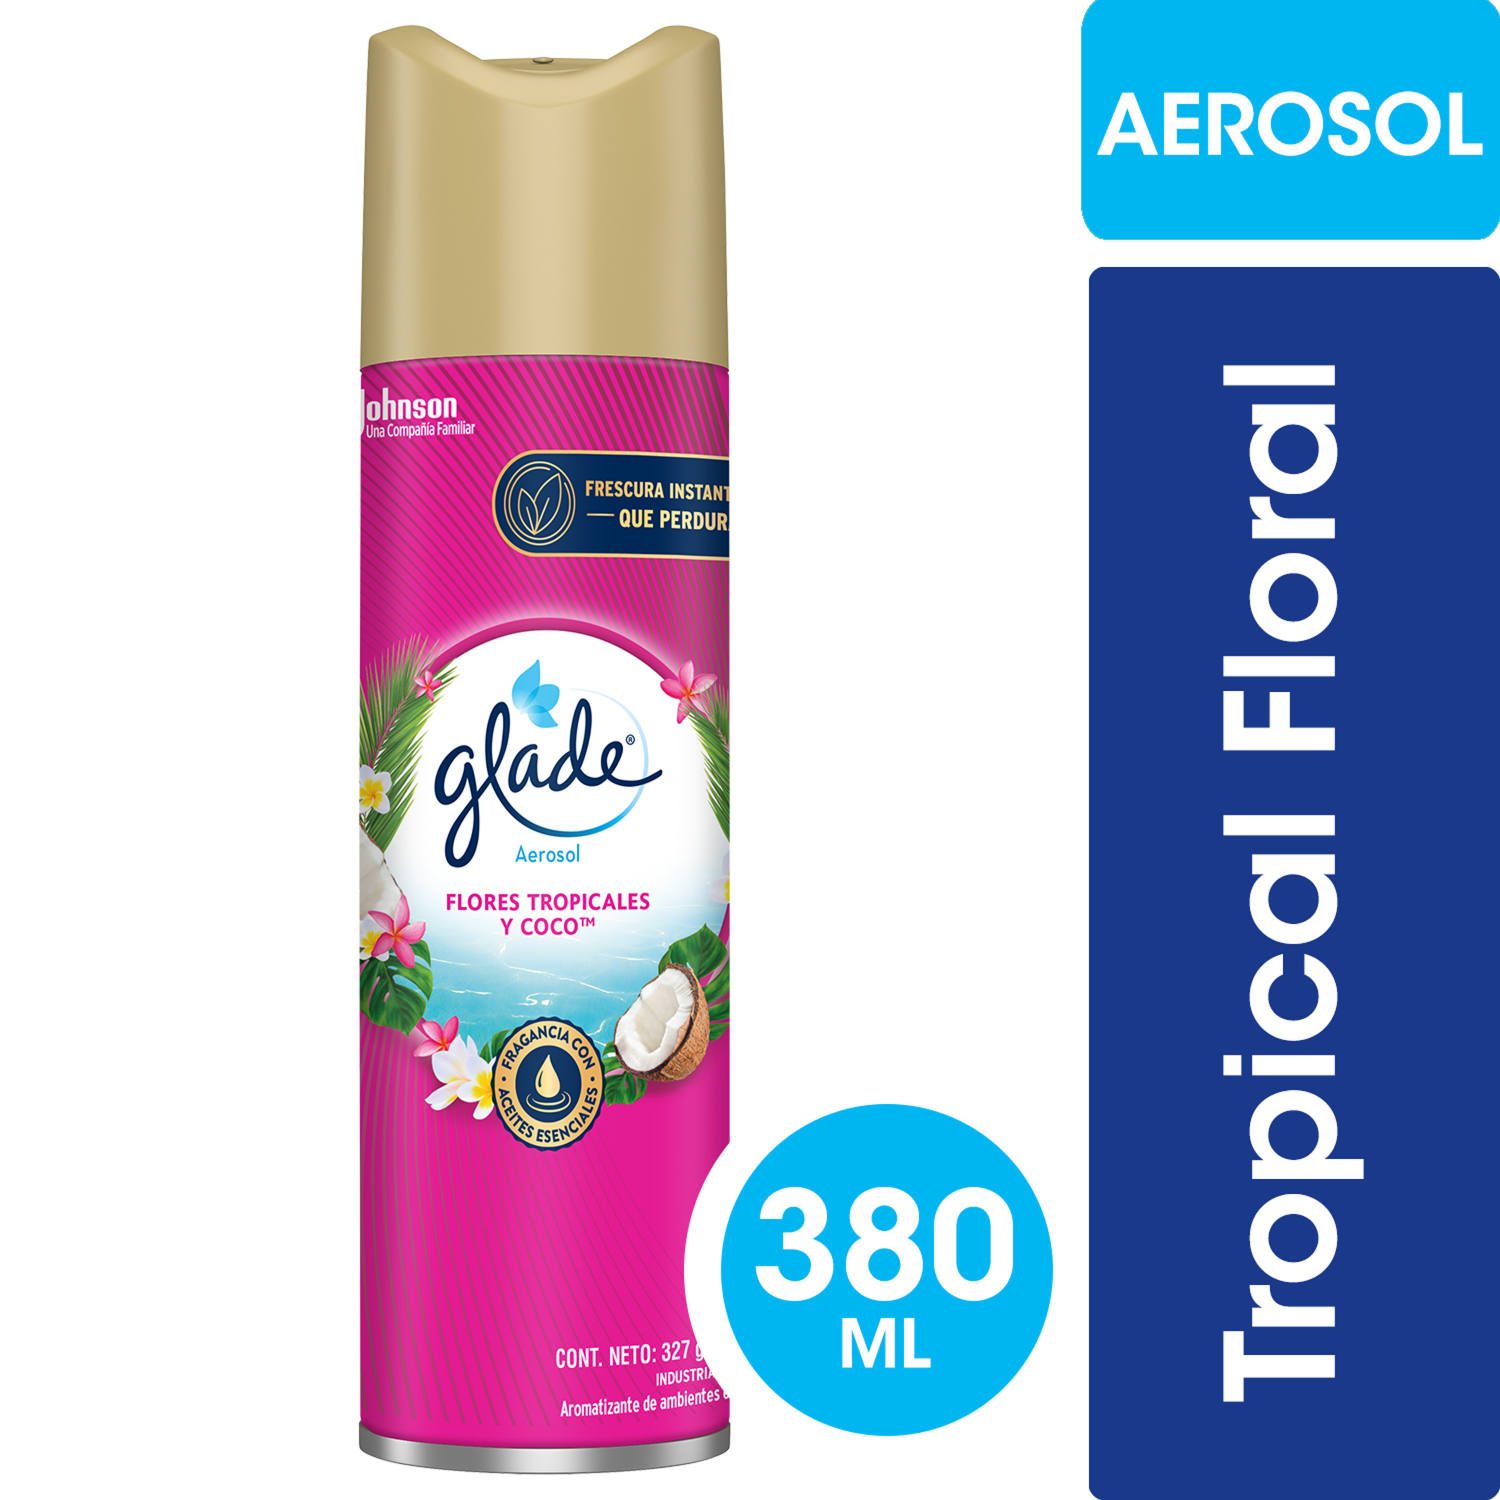 AEROSOL
Tropical Floral
Johnson
Una Compañía Familiar
FRESCURA INSTANT
QUE PERDUR
glade®
Aerosol
FLORES TROPICALES
Y COCO™
FRAGANCIA CON
ACEITES ESENCIALES
CONT. NETO: 327 g
INDUSTRIA
Aromatizante de ambientes
380
ML